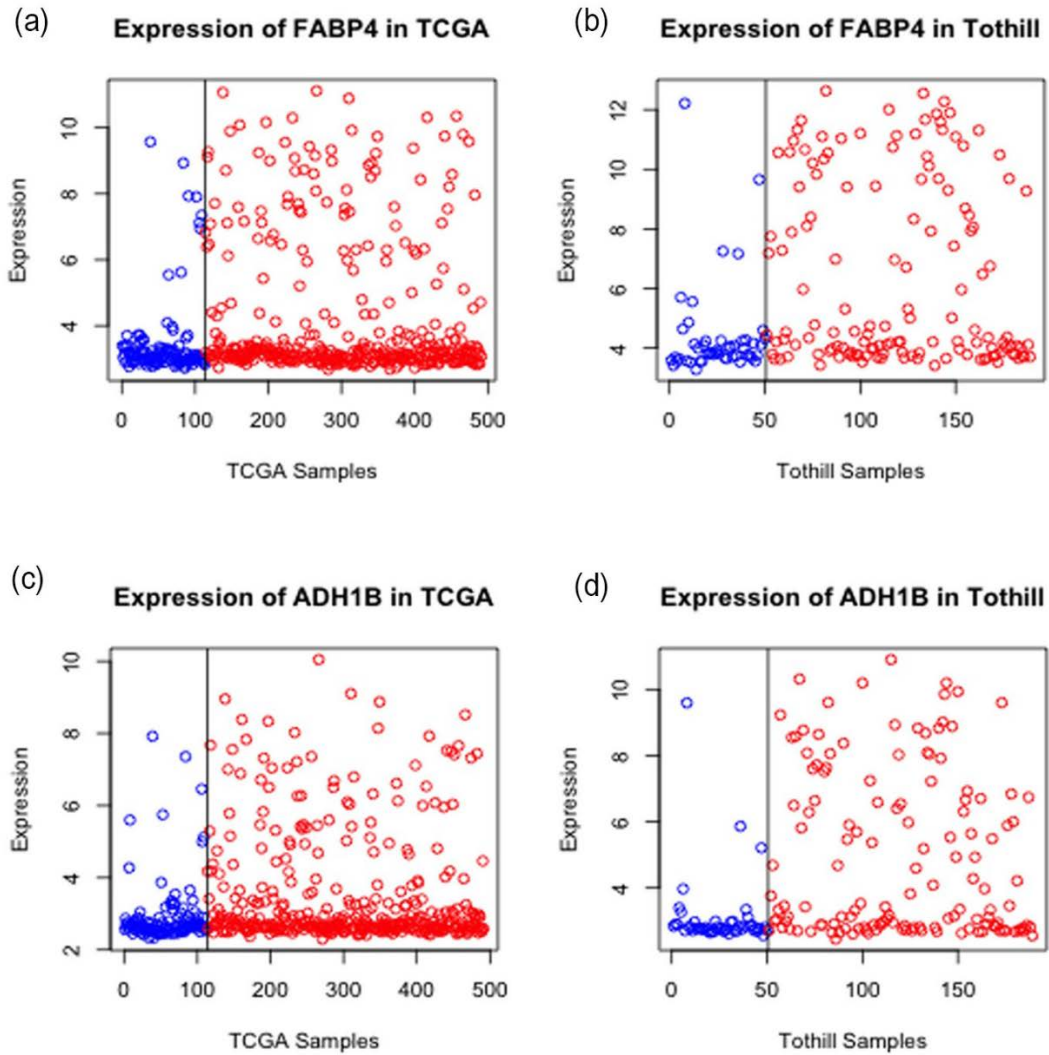 (a) Expression of FABP4 in TCGA
Expression
10
8
6
4
0 100 200 300 400 500
TCGA Samples
(b) Expression of FABP4 in Tothill
Expression
12
10
8
6
4
0 50 100 150
Tothill Samples
(c) Expression of ADH1B in TCGA
Expression
10
8
6
4
2
0 100 200 300 400 500
TCGA Samples
(d) Expression of ADH1B in Tothill
Expression
10
8
6
4
0 50 100 150
Tothill Samples